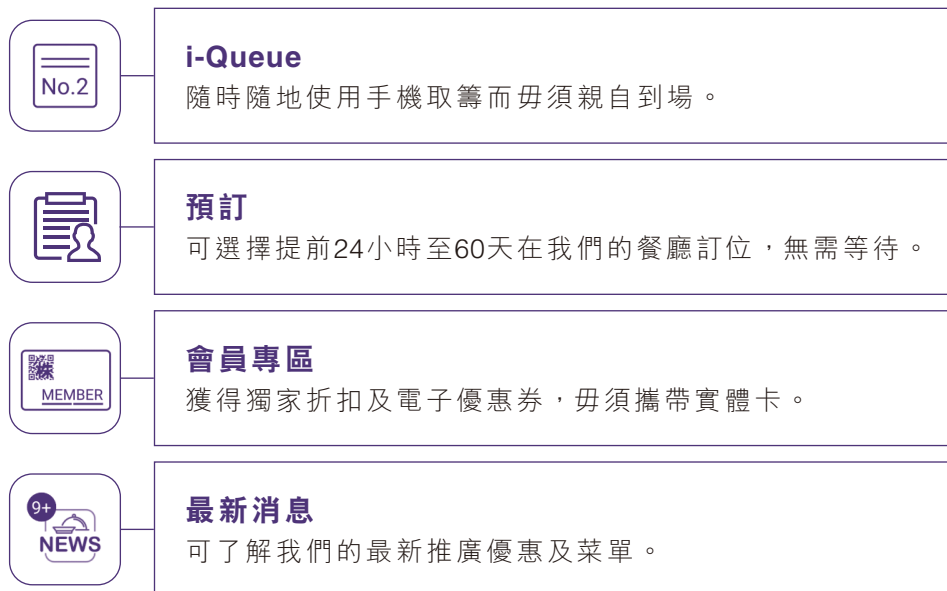 No.2
i-Queue
隨時隨地使用手機取籌而毋須親自到場。
預訂
可選擇提前24小時至60天在我們的餐廳訂位，無需等待。
MEMBER
會員專區
獲得獨家折扣及電子優惠券，毋須攜帶實體卡。
9+
NEWS
最新消息
可了解我們的最新推廣優惠及菜單。